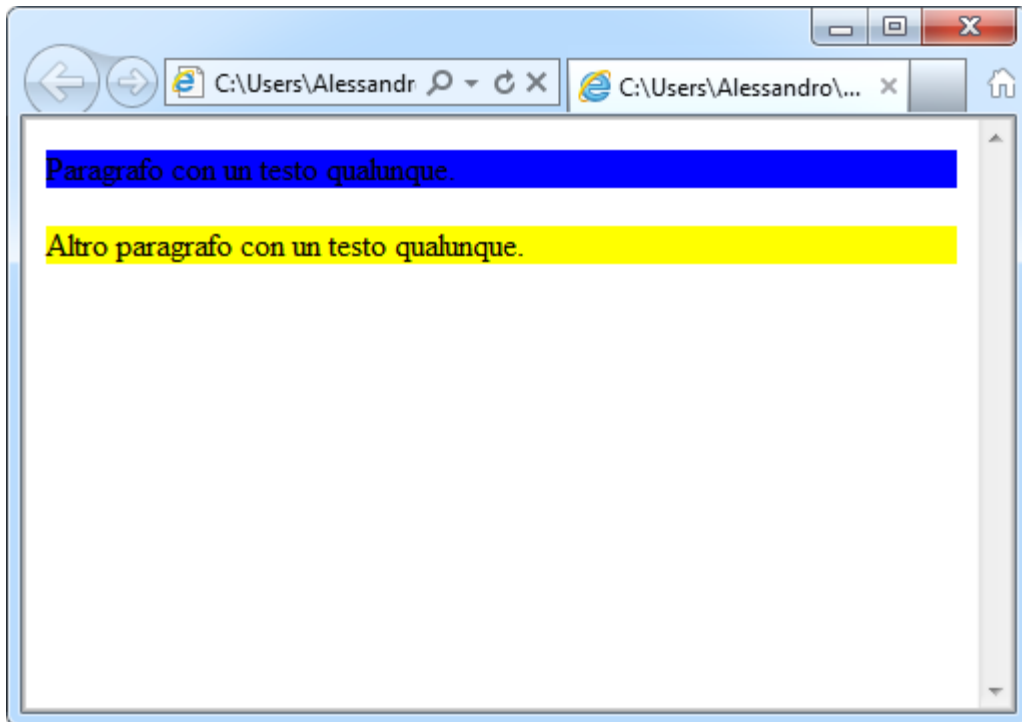 C:\Users\Alessandr
C:\Users\Alessandro\...
Paragrafo con un testo qualunque.
Altro paragrafo con un testo qualunque.